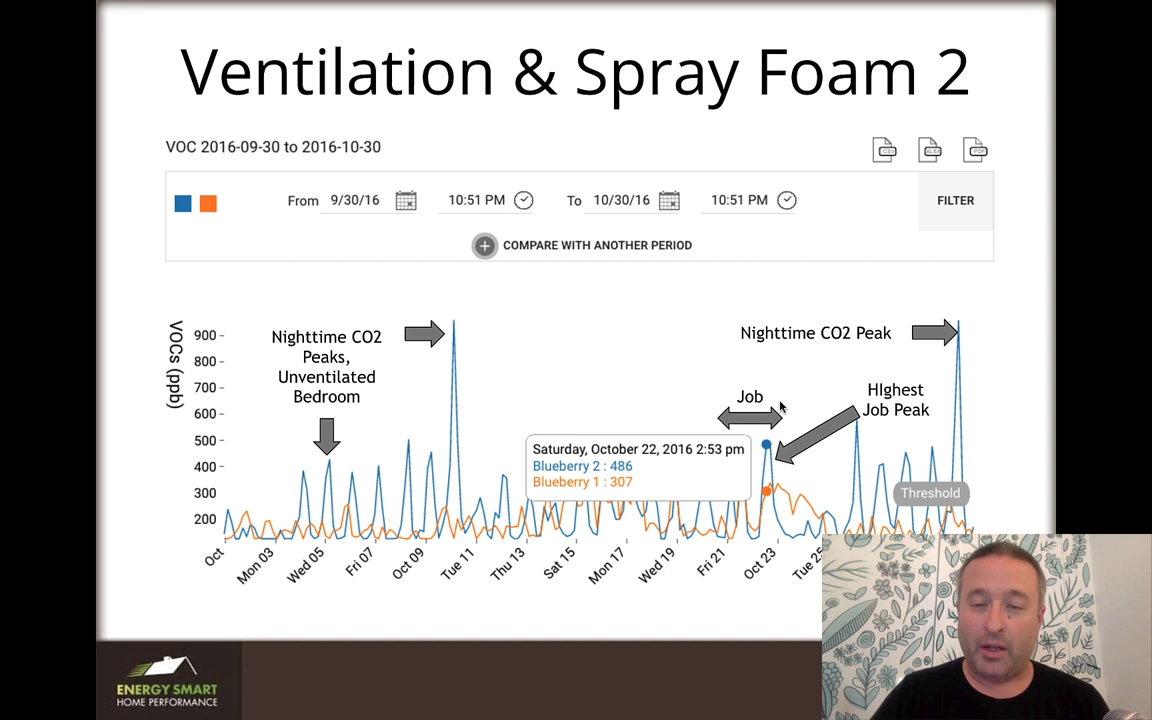 Ventilation & Spray Foam 2
VOC 2016-09-30 to 2016-10-30
CSV
XLSX
PDF
From 9/30/16 10:51 PM To 10/30/16 10:51 PM FILTER
+ COMPARE WITH ANOTHER PERIOD
VOCs (ppb)
900
800
700
600
500
400
300
200
Nighttime CO2
Peaks,
Unventilated
Bedroom
Nighttime CO2 Peak
Job
HIghest
Job Peak
Saturday, October 22, 2016 2:53 pm
Blueberry 2 : 486
Blueberry 1 : 307
Threshold
Oct
Mon 03
Wed 05
Fri 07
Oct 09
Tue 11
Thu 13
Sat 15
Mon 17
Wed 19
Fri 21
Oct 23
Tue 25
ENERGY SMART
HOME PERFORMANCE